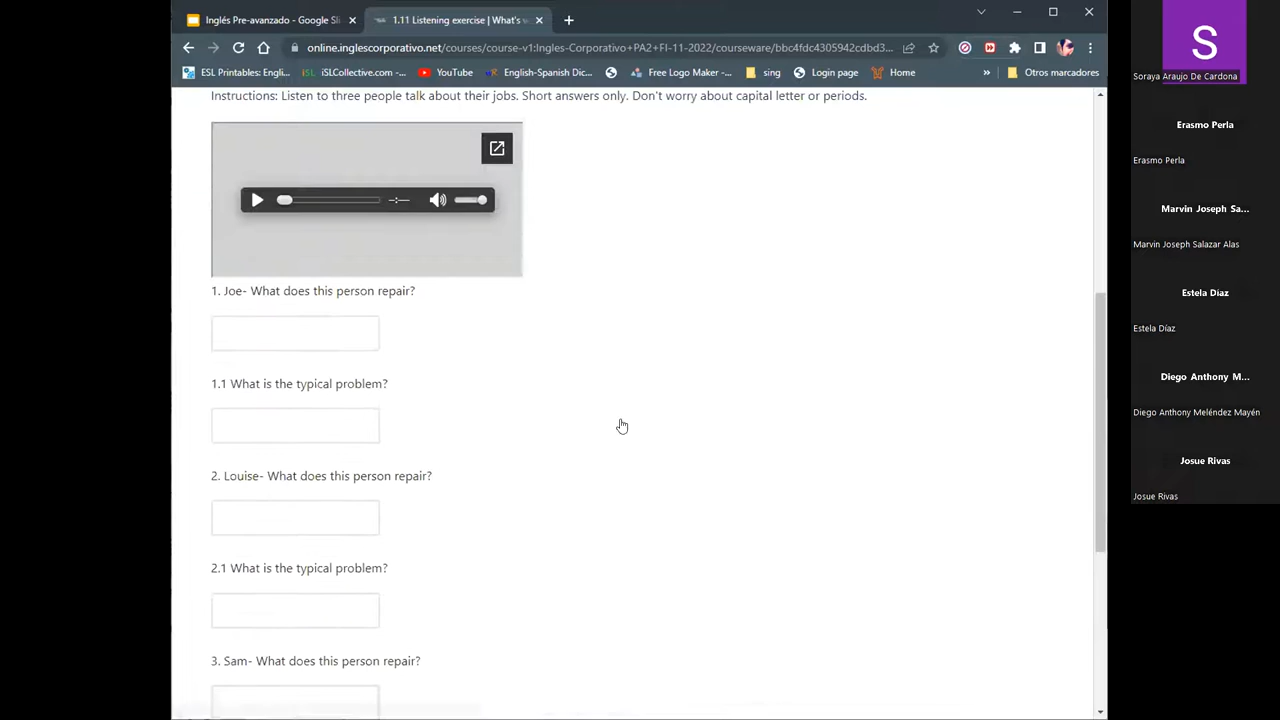 Inglés Pre-avanzado - Google Sli
1.11 Listening exercise | What's w
online.inglescorporativo.net/courses/course-v1:Ingles-Corporativo+PA2+FI-11-2022/courseware/bbc4fdc4305942cdbd3...
ESL Printables: Engli...
iSL iSLCollective.com -...
YouTube
English-Spanish Dic...
Free Logo Maker -...
sing
Login page
Home
»
Otros marcadores
Instructions: Listen to three people talk about their jobs. Short answers only. Don't worry about capital letter or periods.
--:--
1. Joe- What does this person repair?
1.1 What is the typical problem?
2. Louise- What does this person repair?
2.1 What is the typical problem?
3. Sam- What does this person repair?
S
Soraya Araujo De Cardona
Erasmo Perla
Erasmo Perla
Marvin Joseph Sa...
Marvin Joseph Salazar Alas
Estela Díaz
Estela Díaz
Diego Anthony M...
Diego Anthony Meléndez Mayén
Josue Rivas
Josue Rivas